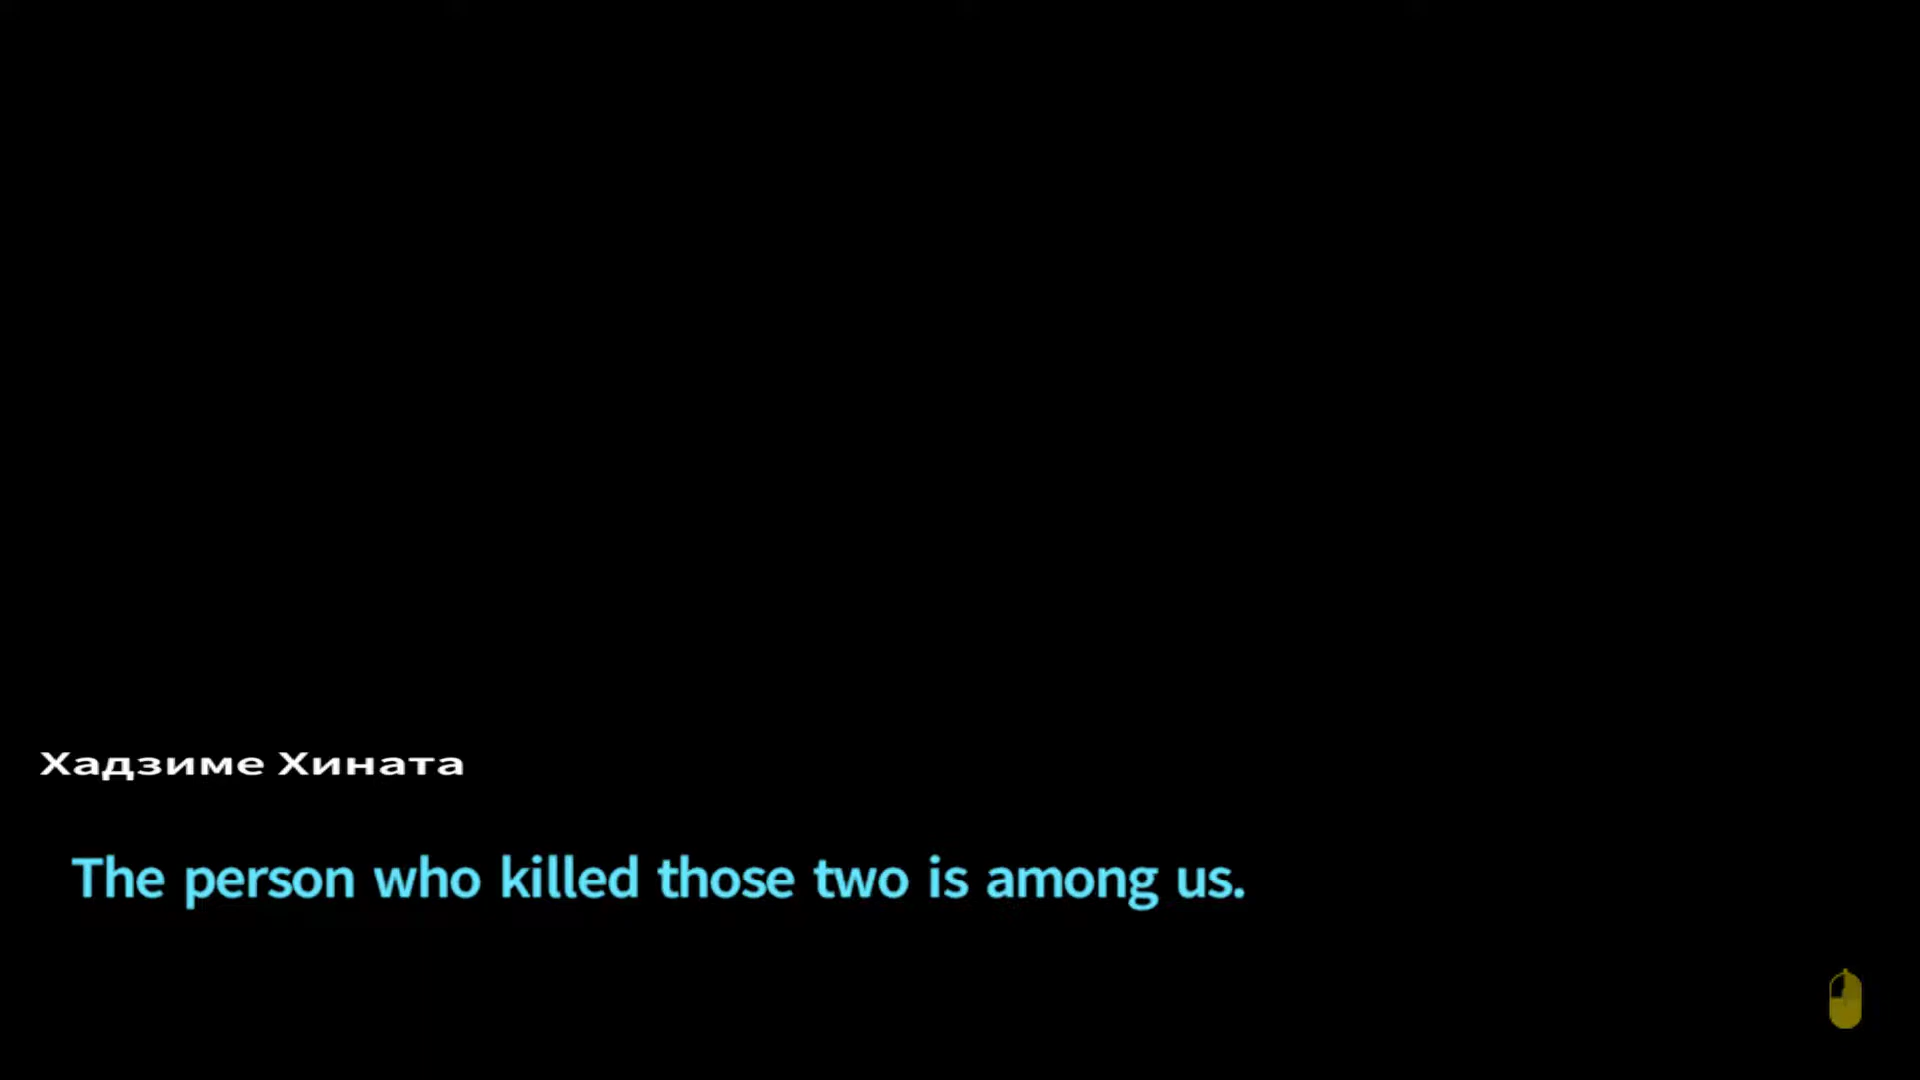 Хадзиме Хината
The person who killed those two is among us.